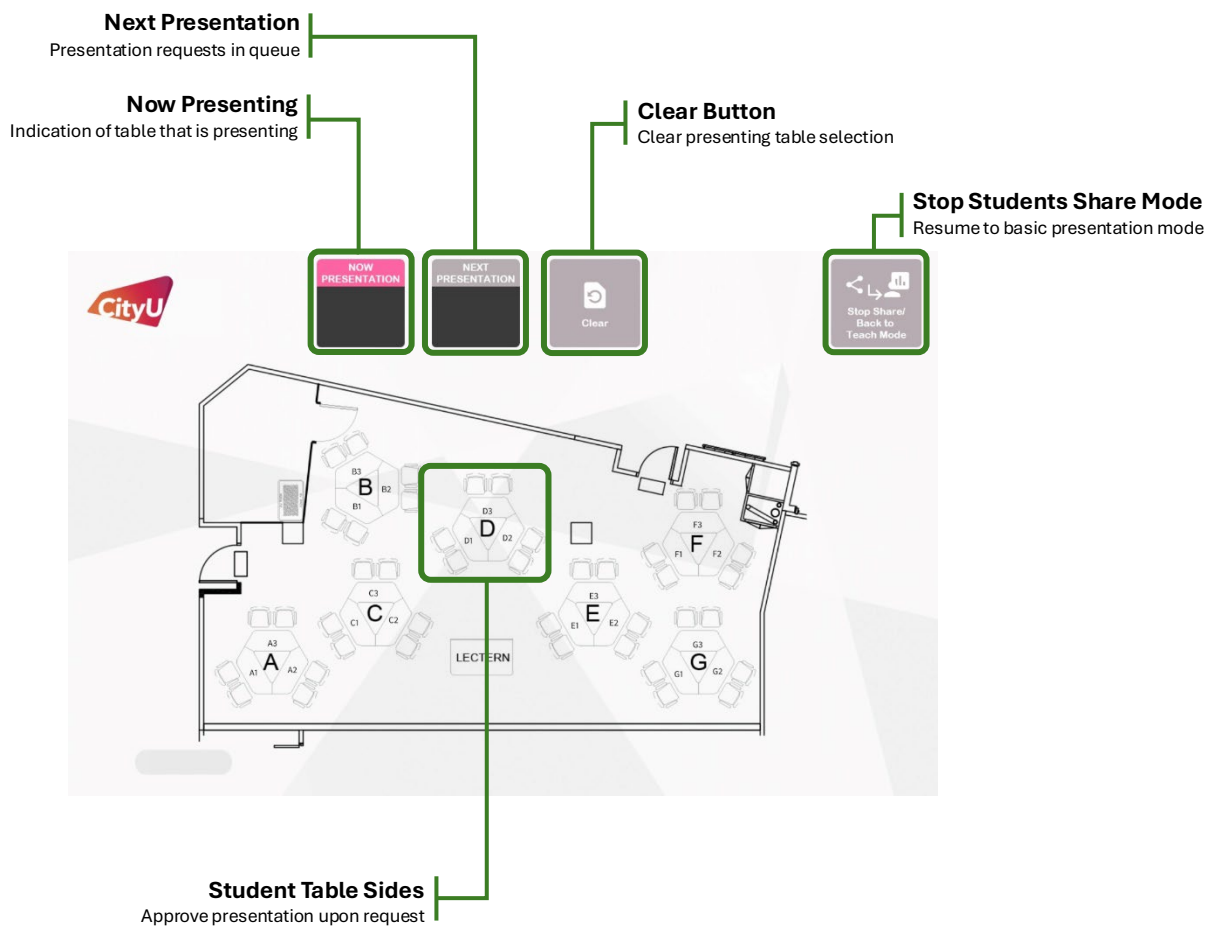 Next Presentation
Presentation requests in queue
Now Presenting
Indication of table that is presenting
Clear Button
Clear presenting table selection
Stop Students Share Mode
Resume to basic presentation mode
CityU
NOW
PRESENTATION
NEXT
PRESENTATION
Clear
Stop Share/
Back to
Teach Mode
B3
B
B2
B1
D3
D
D1
D2
F3
F
F1
F2
C3
C
C1
C2
E3
E
E1
E2
A3
A
A1
A2
LECTERN
G3
G
G1
G2
Student Table Sides
Approve presentation upon request